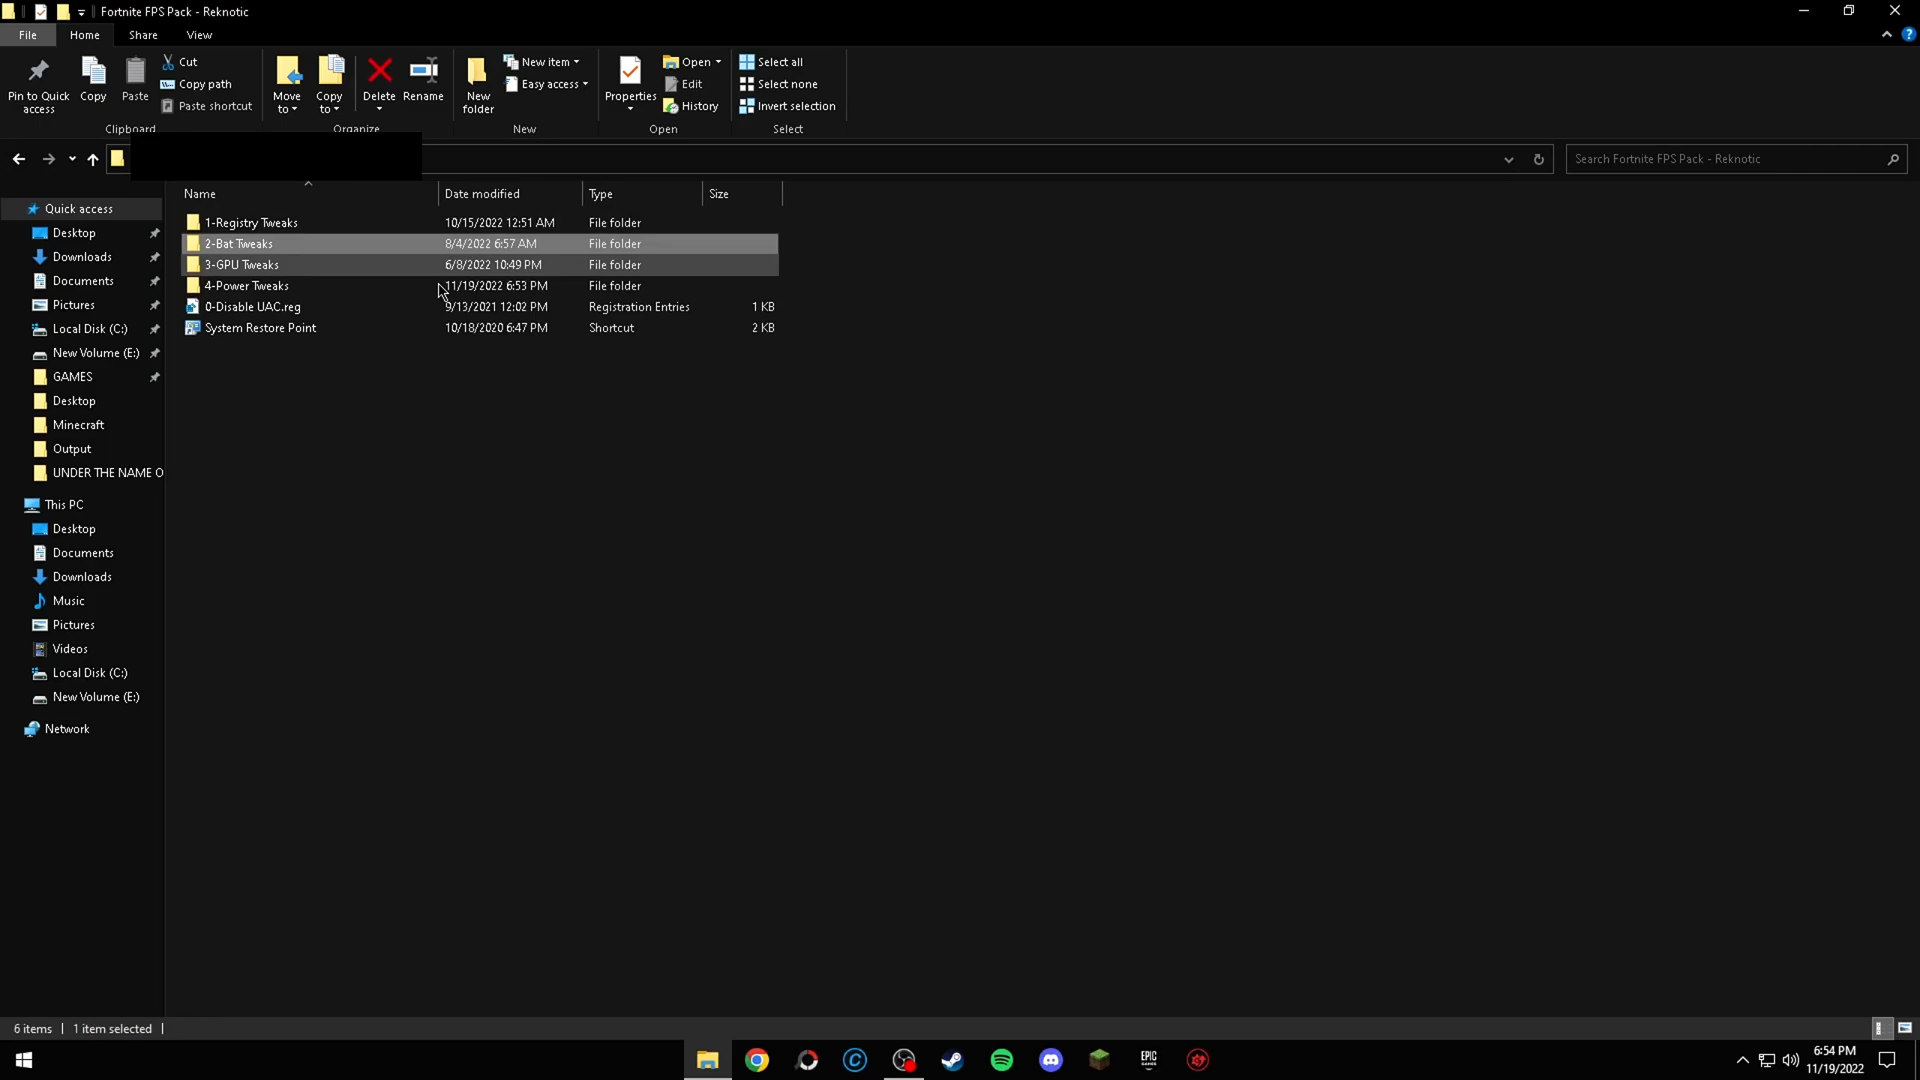 Fortnite FPS Pack - Reknotic
File Home Share View
Pin to Quick access
Copy
Paste
Cut
Copy path
Paste shortcut
Clipboard
Move to
Copy to
Delete
Rename
Organize
New folder
New item
Easy access
New
Properties
Open
Edit
History
Open
Select all
Select none
Invert selection
Select
Search Fortnite FPS Pack - Reknotic
Name Date modified Type Size
1-Registry Tweaks 10/15/2022 12:51 AM File folder
2-Bat Tweaks 8/4/2022 6:57 AM File folder
3-GPU Tweaks 6/8/2022 10:49 PM File folder
4-Power Tweaks 11/19/2022 6:53 PM File folder
0-Disable UAC.reg 9/13/2021 12:02 PM Registration Entries 1 KB
System Restore Point 10/18/2020 6:47 PM Shortcut 2 KB
Quick access
Desktop
Downloads
Documents
Pictures
Local Disk (C:)
New Volume (E:)
GAMES
Desktop
Minecraft
Output
UNDER THE NAME O
This PC
Desktop
Documents
Downloads
Music
Pictures
Videos
Local Disk (C:)
New Volume (E:)
Network
6 items 1 item selected
EPIC GAMES
6:54 PM
11/19/2022